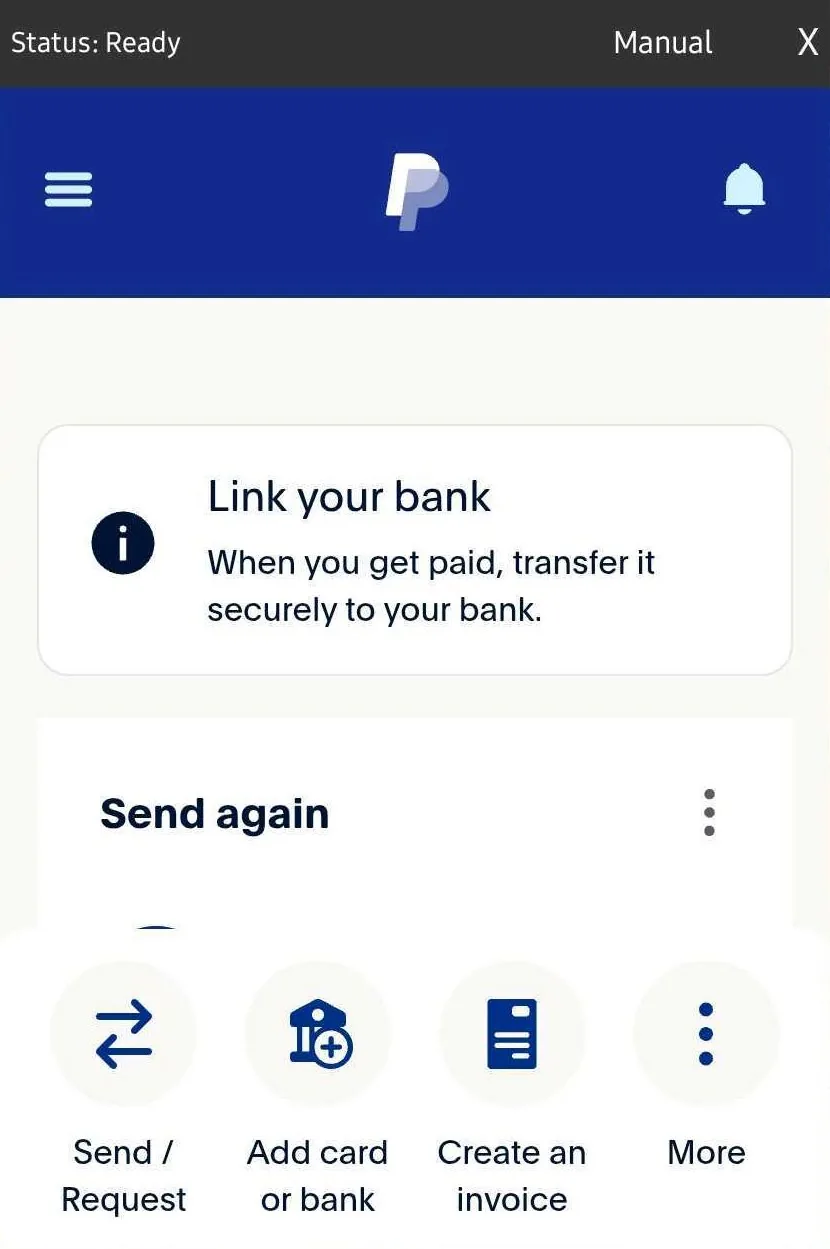 Status: Ready Manual X
Link your bank
When you get paid, transfer it
securely to your bank.
Send again
Send /
Request
Add card
or bank
Create an
invoice
More